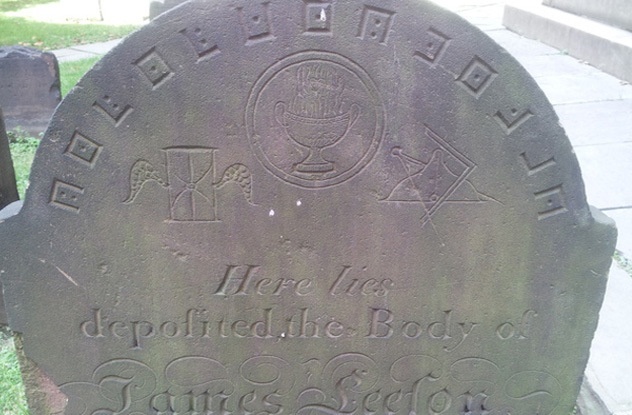 Here lies
depoſited the Body of
James Leeſon